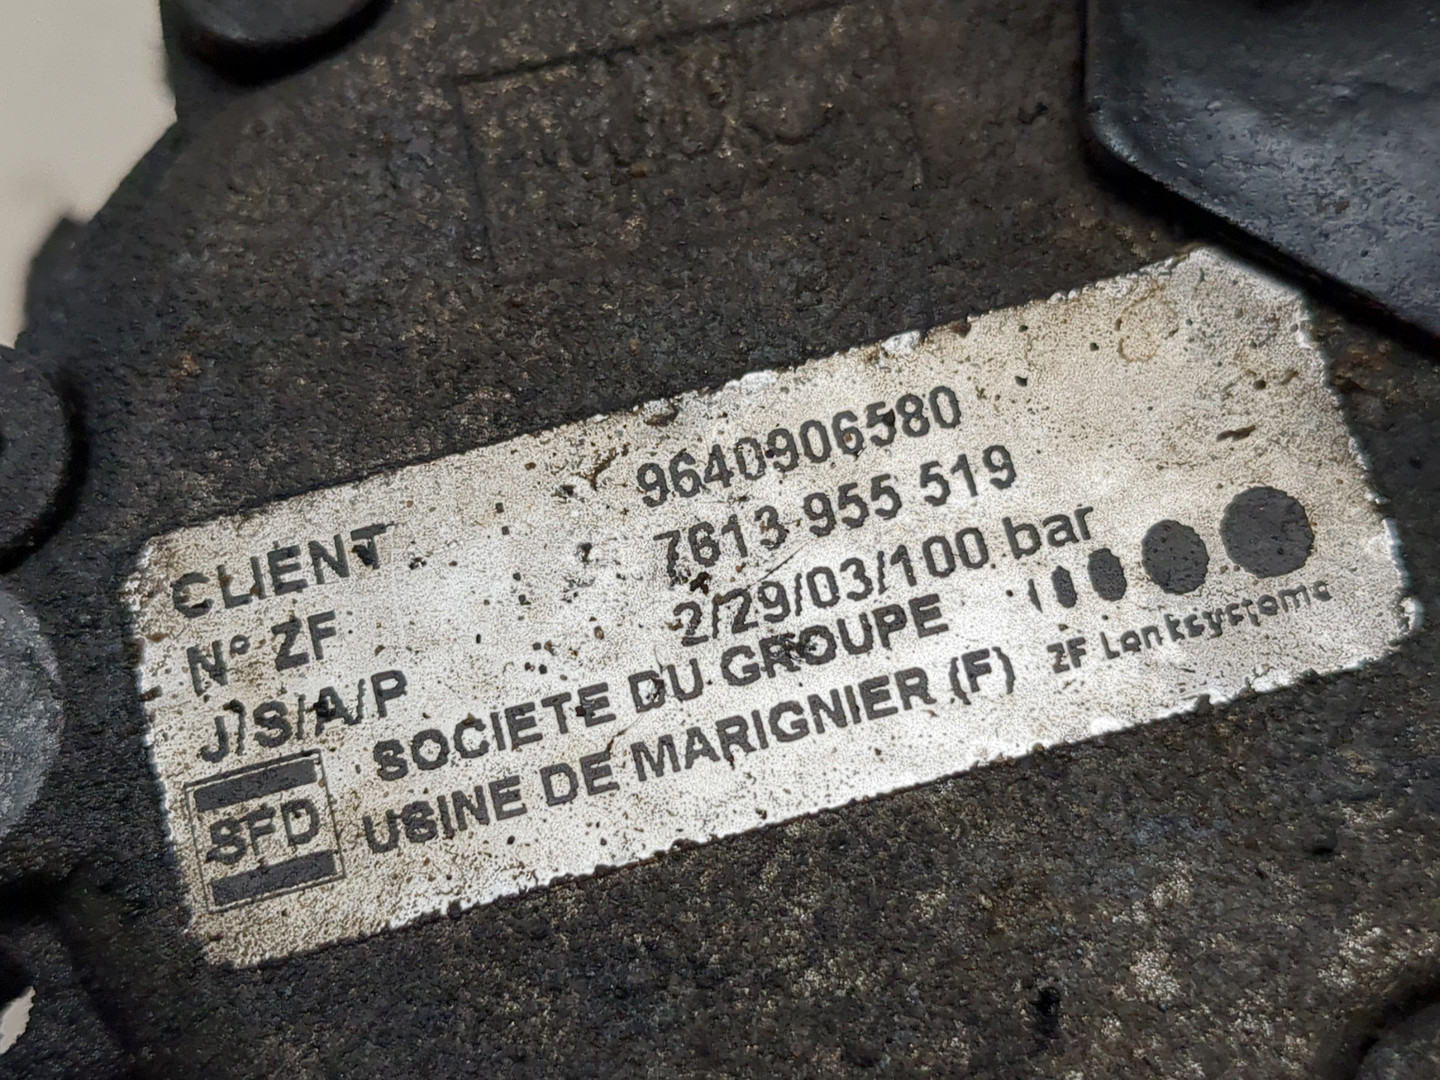 CLIENT 9640906580
N° ZF 7613 955 519
J/S/A/P 2/29/03/100 bar
SFD
SOCIETE DU GROUPE
USINE DE MARIGNIER (F)
ZF Lenksysteme